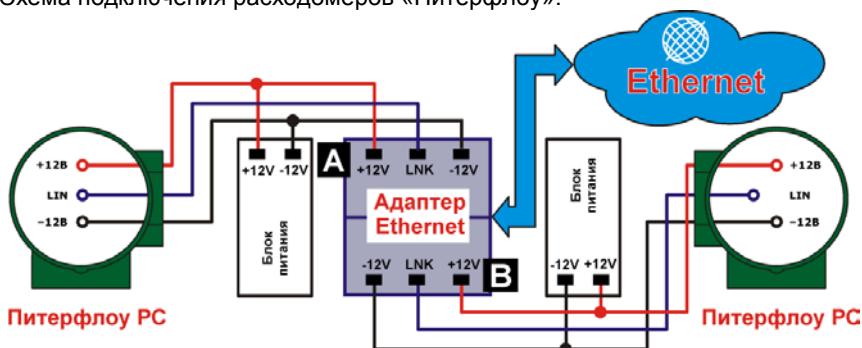 Схема подключения расходомеров «Питерфлоу».
Ethernet
+12В
LIN
−12В
Питерфлоу РС
+12V -12V
Блок
питания
A
+12V LNK -12V
Адаптер
Ethernet
-12V LNK +12V
B
Блок
питания
-12V +12V
+12В
LIN
−12В
Питерфлоу РС